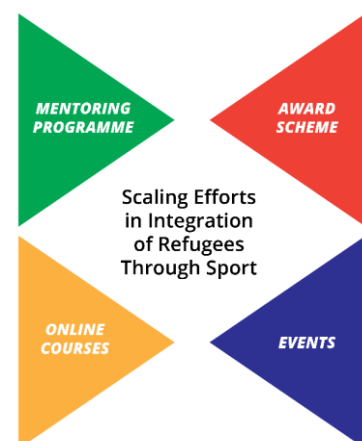 MENTORING
PROGRAMME
AWARD
SCHEME
Scaling Efforts
in Integration
of Refugees
Through Sport
ONLINE
COURSES
EVENTS